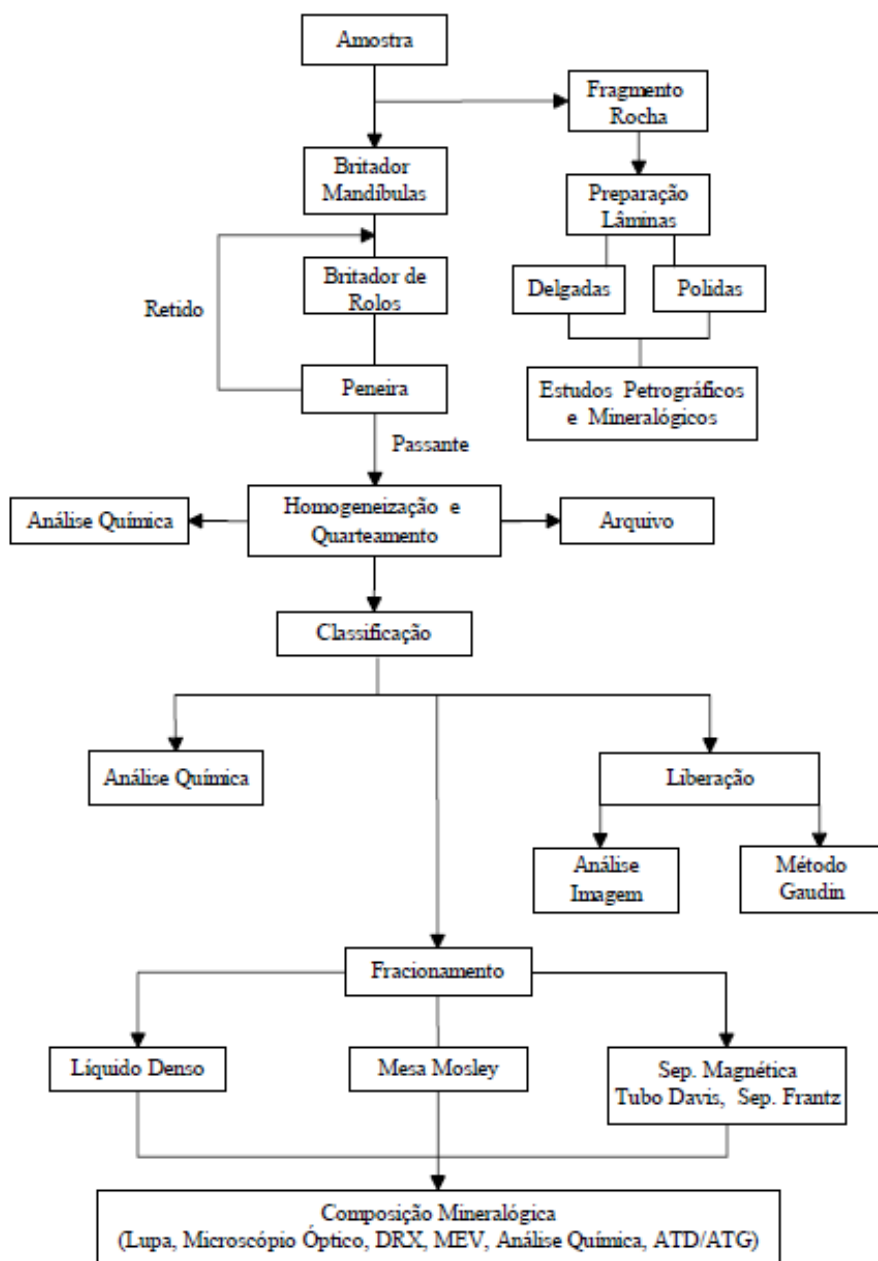 Amostra
Fragmento
Rocha
Britador
Mandíbulas
Preparação
Lâminas
Britador de
Rolos
Delgadas
Polidas
Retido
Peneira
Estudos Petrográficos
e Mineralógicos
Passante
Análise Química
Homogeneização e
Quarteamento
Arquivo
Classificação
Análise Química
Liberação
Análise
Imagem
Método
Gaudin
Fracionamento
Líquido Denso
Mesa Mosley
Sep. Magnética
Tubo Davis, Sep. Frantz
Composição Mineralógica
(Lupa, Microscópio Óptico, DRX, MEV, Análise Química, ATD/ATG)